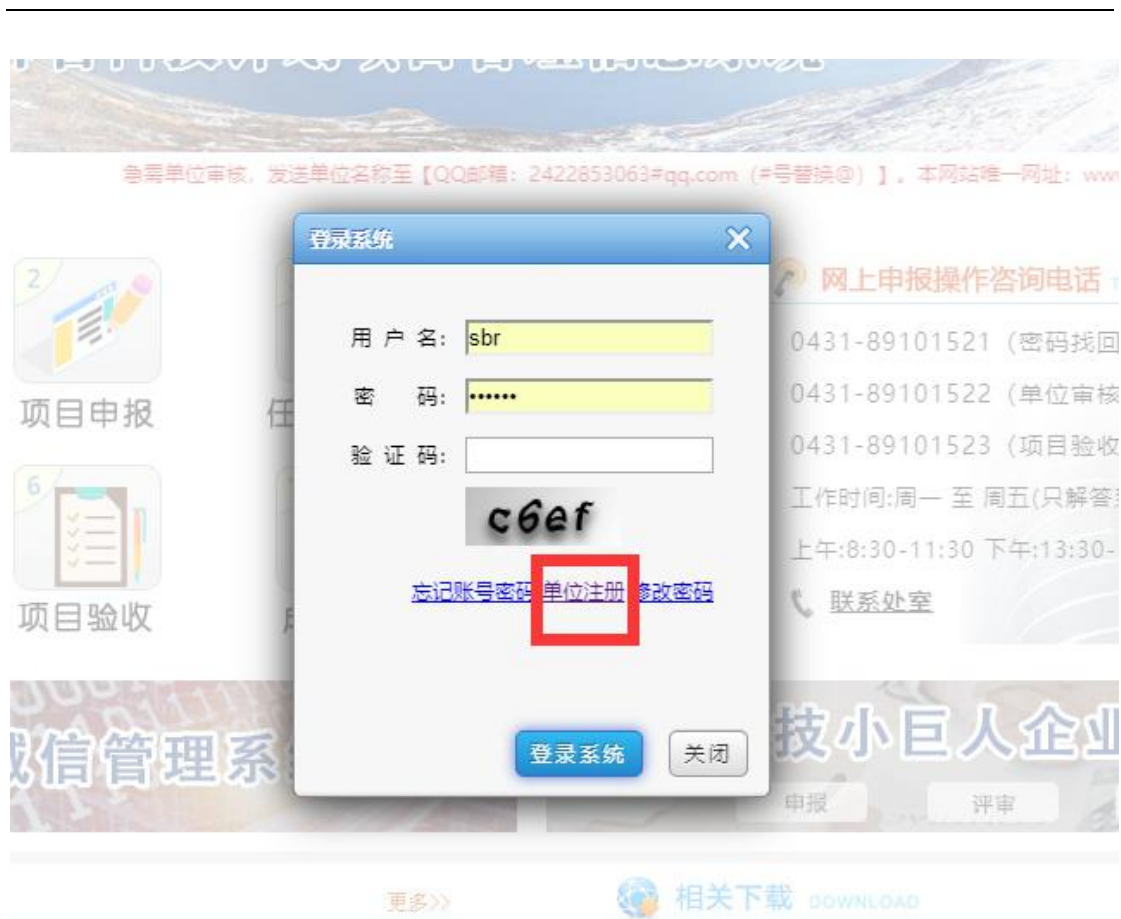 急需单位审核，发送单位名称至【QQ邮箱：2422853063#qq.com（#号替换@）】。本网站唯一网址：www
登录系统
2
网上申报操作咨询电话
用 户 名：
sbr
0431-89101521（密码找回
密 码：
••••••
0431-89101522（单位审核
项目申报
任
验 证 码：
0431-89101523（项目验收
6
工作时间:周一 至 周五(只解答
c6ef
上午:8:30-11:30 下午:13:30-
忘记账号密码 单位注册 修改密码
联系处室
项目验收
诚信管理系
技小巨人企业
登录系统
关闭
申报
评审
更多>>
相关下载 DOWNLOAD